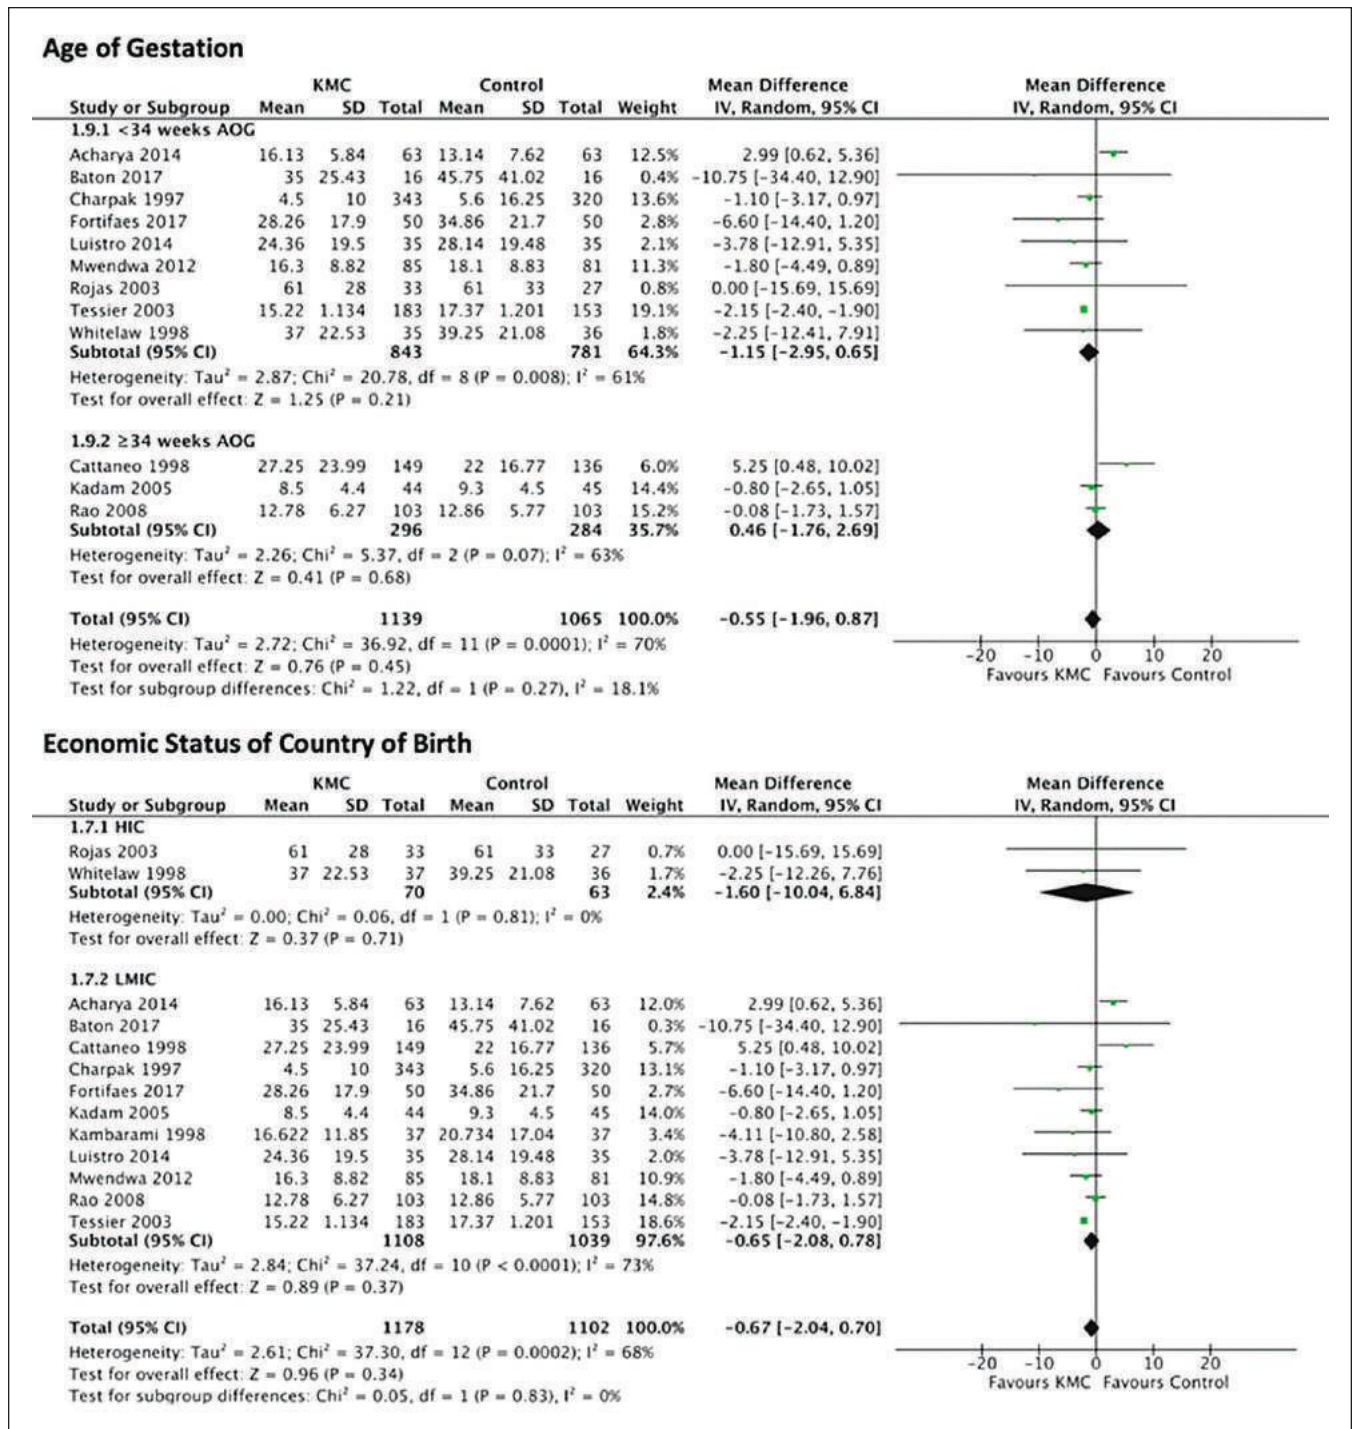 Age of Gestation
KMC Control Mean Difference Mean Difference
Study or Subgroup Mean SD Total Mean SD Total Weight IV, Random, 95% CI IV, Random, 95% CI
1.9.1 <34 weeks AOG
Acharya 2014 16.13 5.84 63 13.14 7.62 63 12.5% 2.99 [0.62, 5.36]
Baton 2017 35 25.43 16 45.75 41.02 16 0.4% -10.75 [-34.40, 12.90]
Charpak 1997 4.5 10 343 5.6 16.25 320 13.6% -1.10 [-3.17, 0.97]
Fortifaes 2017 28.26 17.9 50 34.86 21.7 50 2.8% -6.60 [-14.40, 1.20]
Luistro 2014 24.36 19.5 35 28.14 19.48 35 2.1% -3.78 [-12.91, 5.35]
Mwendwa 2012 16.3 8.82 85 18.1 8.83 81 11.3% -1.80 [-4.49, 0.89]
Rojas 2003 61 28 33 61 33 27 0.8% 0.00 [-15.69, 15.69]
Tessier 2003 15.22 1.134 183 17.37 1.201 153 19.1% -2.15 [-2.40, -1.90]
Whitelaw 1998 37 22.53 35 39.25 21.08 36 1.8% -2.25 [-12.41, 7.91]
Subtotal (95% CI) 843 781 64.3% -1.15 [-2.95, 0.65]
Heterogeneity: Tau² = 2.87; Chi² = 20.78, df = 8 (P = 0.008); I² = 61%
Test for overall effect: Z = 1.25 (P = 0.21)
1.9.2 ≥34 weeks AOG
Cattaneo 1998 27.25 23.99 149 22 16.77 136 6.0% 5.25 [0.48, 10.02]
Kadam 2005 8.5 4.4 44 9.3 4.5 45 14.4% -0.80 [-2.65, 1.05]
Rao 2008 12.78 6.27 103 12.86 5.77 103 15.2% -0.08 [-1.73, 1.57]
Subtotal (95% CI) 296 284 35.7% 0.46 [-1.76, 2.69]
Heterogeneity: Tau² = 2.26; Chi² = 5.37, df = 2 (P = 0.07); I² = 63%
Test for overall effect: Z = 0.41 (P = 0.68)
Total (95% CI) 1139 1065 100.0% -0.55 [-1.96, 0.87]
Heterogeneity: Tau² = 2.72; Chi² = 36.92, df = 11 (P = 0.0001); I² = 70%
Test for overall effect: Z = 0.76 (P = 0.45)
Test for subgroup differences: Chi² = 1.22, df = 1 (P = 0.27), I² = 18.1%
-20 -10 0 10 20
Favours KMC Favours Control
Economic Status of Country of Birth
KMC Control Mean Difference Mean Difference
Study or Subgroup Mean SD Total Mean SD Total Weight IV, Random, 95% CI IV, Random, 95% CI
1.7.1 HIC
Rojas 2003 61 28 33 61 33 27 0.7% 0.00 [-15.69, 15.69]
Whitelaw 1998 37 22.53 37 39.25 21.08 36 1.7% -2.25 [-12.26, 7.76]
Subtotal (95% CI) 70 63 2.4% -1.60 [-10.04, 6.84]
Heterogeneity: Tau² = 0.00; Chi² = 0.06, df = 1 (P = 0.81); I² = 0%
Test for overall effect: Z = 0.37 (P = 0.71)
1.7.2 LMIC
Acharya 2014 16.13 5.84 63 13.14 7.62 63 12.0% 2.99 [0.62, 5.36]
Baton 2017 35 25.43 16 45.75 41.02 16 0.3% -10.75 [-34.40, 12.90]
Cattaneo 1998 27.25 23.99 149 22 16.77 136 5.7% 5.25 [0.48, 10.02]
Charpak 1997 4.5 10 343 5.6 16.25 320 13.1% -1.10 [-3.17, 0.97]
Fortifaes 2017 28.26 17.9 50 34.86 21.7 50 2.7% -6.60 [-14.40, 1.20]
Kadam 2005 8.5 4.4 44 9.3 4.5 45 14.0% -0.80 [-2.65, 1.05]
Kambarami 1998 16.622 11.85 37 20.734 17.04 37 3.4% -4.11 [-10.80, 2.58]
Luistro 2014 24.36 19.5 35 28.14 19.48 35 2.0% -3.78 [-12.91, 5.35]
Mwendwa 2012 16.3 8.82 85 18.1 8.83 81 10.9% -1.80 [-4.49, 0.89]
Rao 2008 12.78 6.27 103 12.86 5.77 103 14.8% -0.08 [-1.73, 1.57]
Tessier 2003 15.22 1.134 183 17.37 1.201 153 18.6% -2.15 [-2.40, -1.90]
Subtotal (95% CI) 1108 1039 97.6% -0.65 [-2.08, 0.78]
Heterogeneity: Tau² = 2.84; Chi² = 37.24, df = 10 (P < 0.0001); I² = 73%
Test for overall effect: Z = 0.89 (P = 0.37)
Total (95% CI) 1178 1102 100.0% -0.67 [-2.04, 0.70]
Heterogeneity: Tau² = 2.61; Chi² = 37.30, df = 12 (P = 0.0002); I² = 68%
Test for overall effect: Z = 0.96 (P = 0.34)
Test for subgroup differences: Chi² = 0.05, df = 1 (P = 0.83), I² = 0%
-20 -10 0 10 20
Favours KMC Favours Control